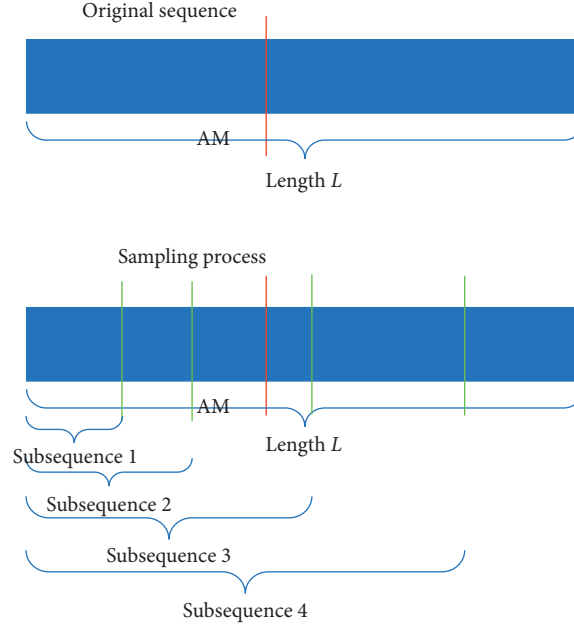 Original sequence
AM
Length L
Sampling process
AM
Length L
Subsequence 1
Subsequence 2
Subsequence 3
Subsequence 4